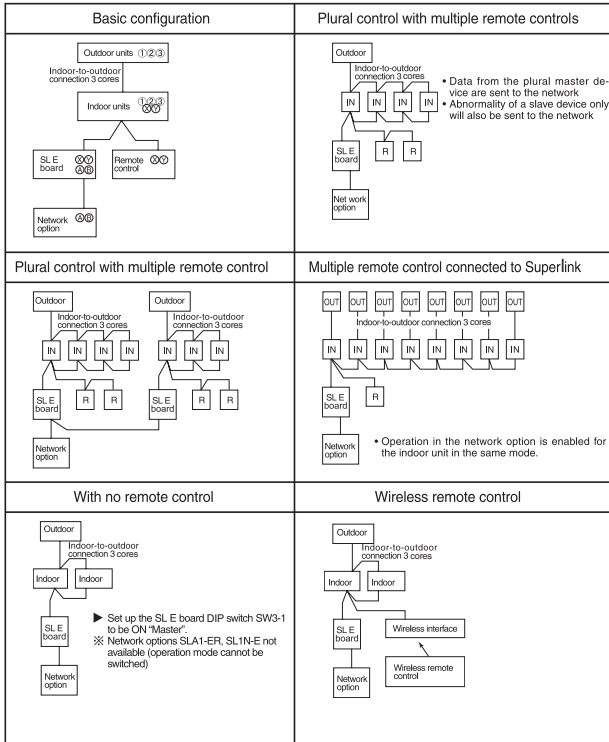 Basic configuration
Outdoor units ①②③
Indoor-to-outdoor
connection 3 cores
Indoor units ①②③
ⓍⓎ
SL E
board
ⓍⓎ
ⒶⒷ
Remote
control
ⓍⓎ
Network
option
ⒶⒷ
Plural control with multiple remote controls
Outdoor
Indoor-to-outdoor
connection 3 cores
IN IN IN IN
SL E
board
R R
Net work
option
• Data from the plural master de-
vice are sent to the network
• Abnormality of a slave device only
will also be sent to the network
Plural control with multiple remote control
Outdoor
Indoor-to-outdoor
connection 3 cores
IN IN IN IN
SL E
board
R R
Network
option
Outdoor
Indoor-to-outdoor
connection 3 cores
IN IN IN IN
SL E
board
R R
Multiple remote control connected to Superlink
OUT OUT OUT OUT OUT OUT OUT OUT
Indoor-to-outdoor connection 3 cores
IN IN IN IN IN IN IN IN
SL E
board
R
Network
option
• Operation in the network option is enabled for
the indoor unit in the same mode.
With no remote control
Outdoor
Indoor-to-outdoor
connection 3 cores
Indoor Indoor
SL E
board
Network
option
▶ Set up the SL E board DIP switch SW3-1
to be ON "Master".
※ Network options SLA1-ER, SL1N-E not
available (operation mode cannot be
switched)
Wireless remote control
Outdoor
Indoor-to-outdoor
connection 3 cores
Indoor Indoor
SL E
board
Wireless interface
Network
option
Wireless remote
control